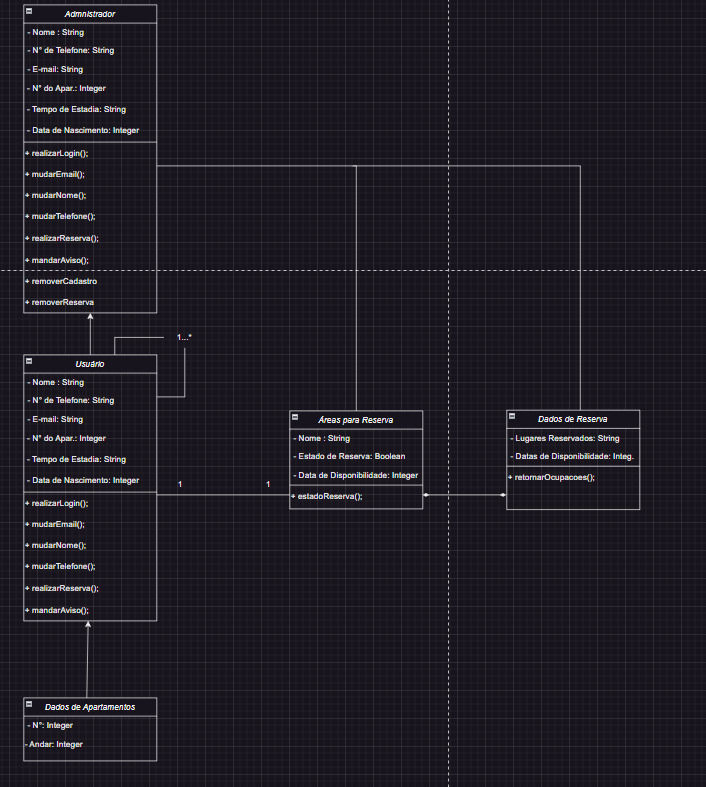 Admnistrador
- Nome : String
- N° de Telefone: String
- E-mail: String
- N° do Apar.: Integer
- Tempo de Estadia: String
- Data de Nascimento: Integer
+ realizarLogin();
+ mudarEmail();
+ mudarNome();
+ mudarTelefone();
+ realizarReserva();
+ mandarAviso();
+ removerCadastro
+ removerReserva
1...*
Usuário
- Nome : String
- N° de Telefone: String
- E-mail: String
- N° do Apar.: Integer
- Tempo de Estadia: String
- Data de Nascimento: Integer
+ realizarLogin();
+ mudarEmail();
+ mudarNome();
+ mudarTelefone();
+ realizarReserva();
+ mandarAviso();
1
1
Áreas para Reserva
- Nome : String
- Estado de Reserva: Boolean
- Data de Disponibilidade: Integer
+ estadoReserva();
Dados de Reserva
- Lugares Reservados: String
- Datas de Disponibilidade: Integ.
+ retornarOcupacoes();
Dados de Apartamentos
- N°: Integer
- Andar: Integer